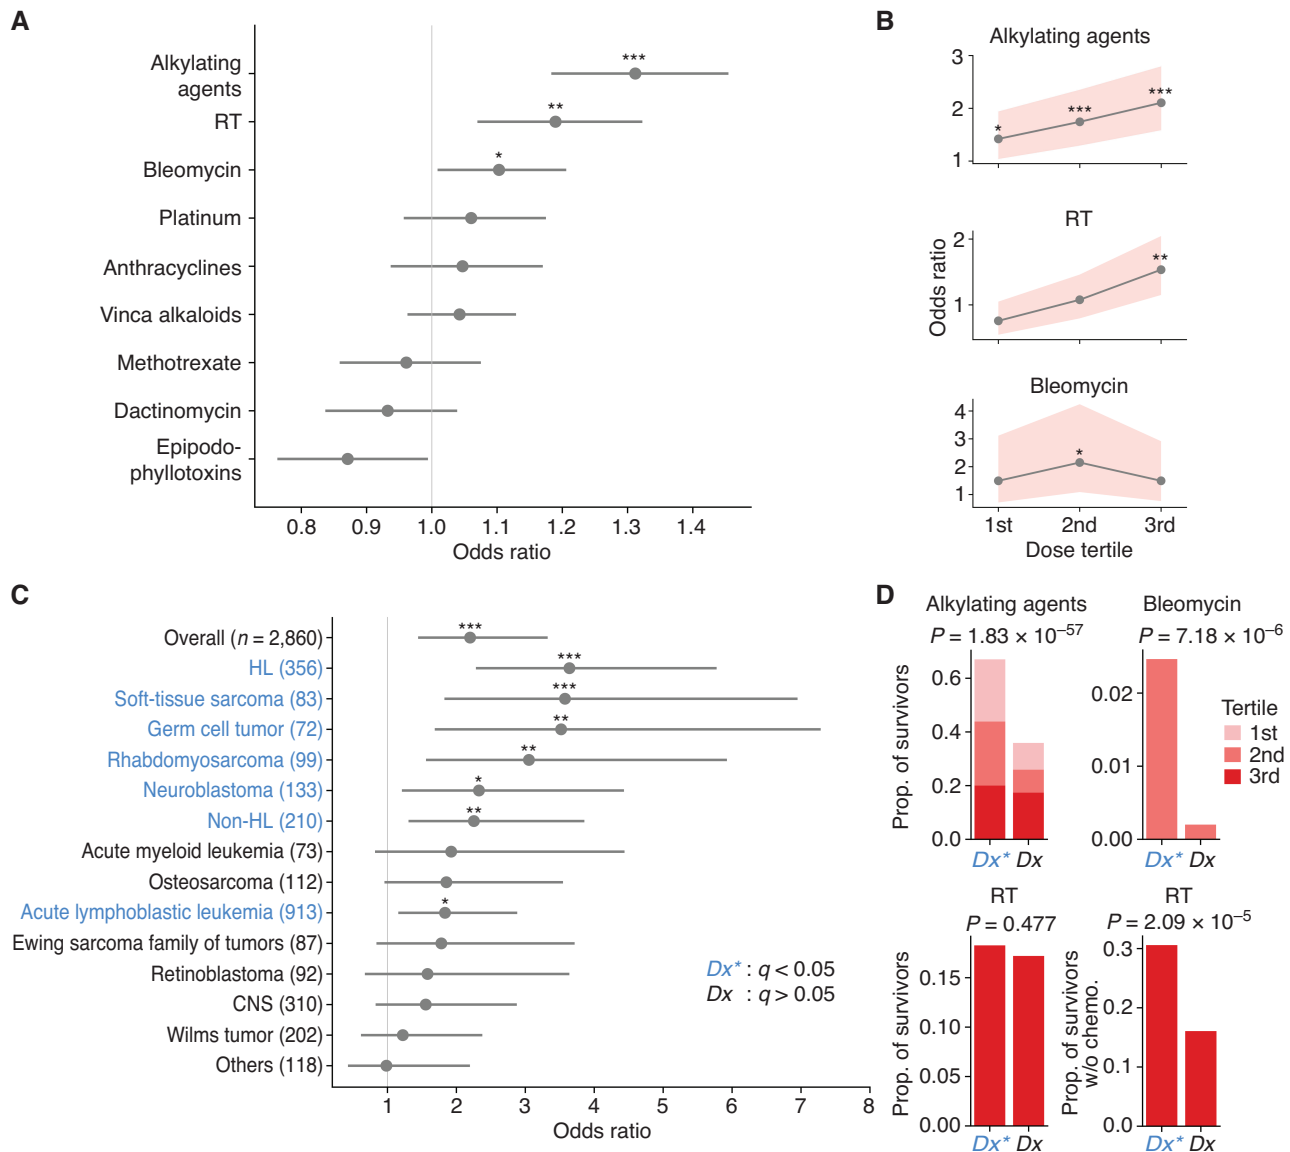 A
Alkylating
agents
RT
Bleomycin
Platinum
Anthracyclines
Vinca alkaloids
Methotrexate
Dactinomycin
Epipodo-
phyllotoxins
***
**
*
0.8 0.9 1.0 1.1 1.2 1.3 1.4
Odds ratio
B
Alkylating agents
3
2
1
* *** ***
RT
2
1
**
Odds ratio
Bleomycin
4
3
2
1
*
1st 2nd 3rd
Dose tertile
C
Overall (n = 2,860)
HL (356)
Soft-tissue sarcoma (83)
Germ cell tumor (72)
Rhabdomyosarcoma (99)
Neuroblastoma (133)
Non-HL (210)
Acute myeloid leukemia (73)
Osteosarcoma (112)
Acute lymphoblastic leukemia (913)
Ewing sarcoma family of tumors (87)
Retinoblastoma (92)
CNS (310)
Wilms tumor (202)
Others (118)
***
***
***
**
**
*
**
*
Dx* : q < 0.05
Dx : q > 0.05
1 2 3 4 5 6 7 8
Odds ratio
D
Alkylating agents
P = 1.83 × 10–57
Prop. of survivors
0.6
0.4
0.2
0.0
Dx* Dx
Bleomycin
P = 7.18 × 10–6
0.02
0.01
0.00
Dx* Dx
Tertile
1st
2nd
3rd
RT
P = 0.477
Prop. of survivors
0.15
0.10
0.05
0.00
Dx* Dx
RT
P = 2.09 × 10–5
Prop. of survivors
w/o chemo.
0.3
0.2
0.1
0.0
Dx* Dx